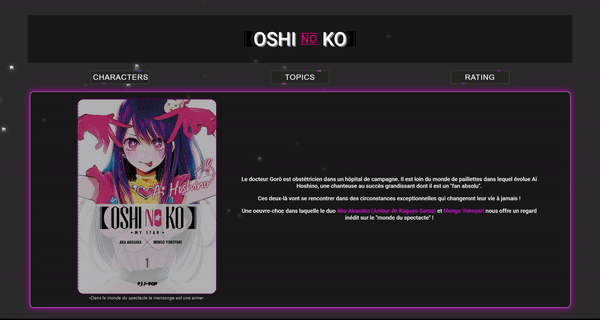 OSHI NO KO
CHARACTERS
TOPICS
RATING
Ai Hoshino
OSHI NO KO
• MY STAR •
AKA AKASAKA × MENGO YOKOYARI
1
J-POP
-Dans le monde du spectacle le mensonge est une arme-
Le docteur Gorô est obstétricien dans un hôpital de campagne. Il est loin du monde de paillettes dans lequel évolue Aï
Hoshino, une chanteuse au succès grandissant dont il est un "fan absolu".
Ces deux-là vont se rencontrer dans des circonstances exceptionnelles qui changeront leur vie à jamais !
Une oeuvre-choc dans laquelle le duo Aka Akasaka (Auteur de Kaguya-Sama) et Mengo Yokoyari nous offre un regard
inédit sur le "monde du spectacte" !